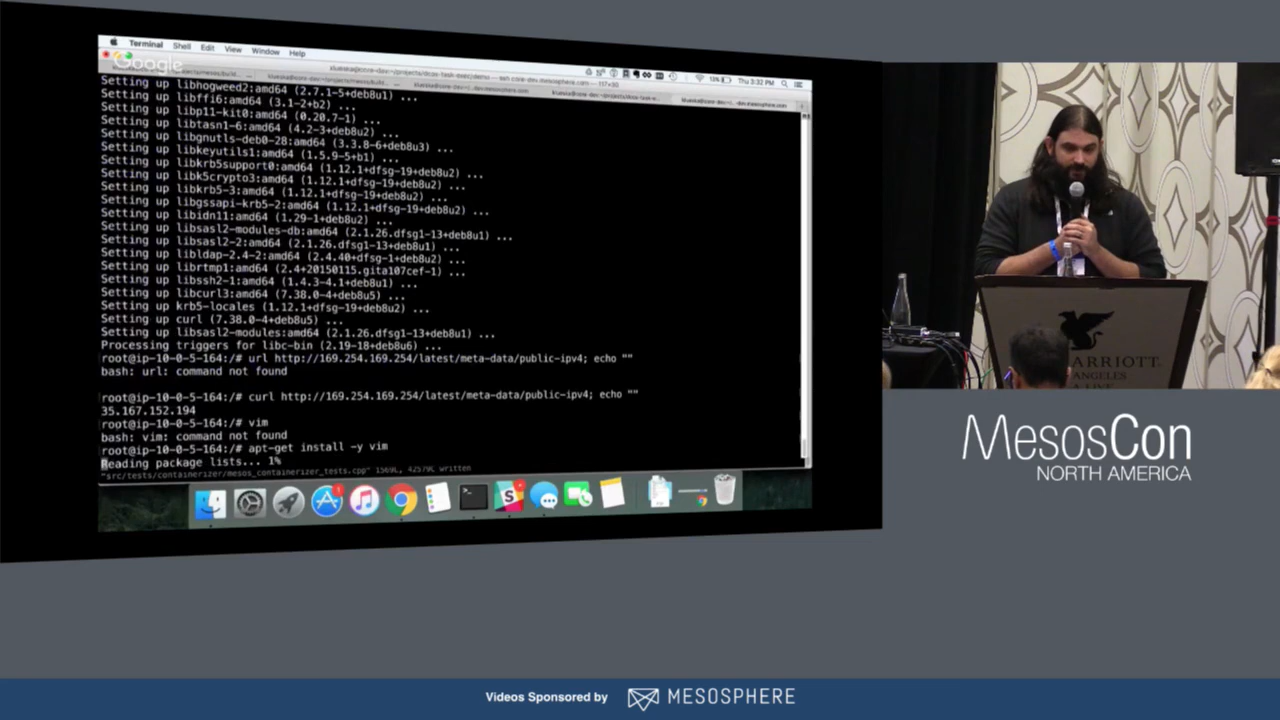 Terminal Shell Edit View Window Help
Thu 3:32 PM
Google
Setting up libhogweed2:amd64 (2.7.1-5+deb8u1) ...
Setting up libffi6:amd64 (3.1-2+b2) ...
Setting up libp11-kit0:amd64 (0.20.7-1) ...
Setting up libtasn1-6:amd64 (4.2-3+deb8u2) ...
Setting up libgnutls-deb0-28:amd64 (3.3.8-6+deb8u3) ...
Setting up libkeyutils1:amd64 (1.5.9-5+b1) ...
Setting up libkrb5support0:amd64 (1.12.1+dfsg-19+deb8u2) ...
Setting up libk5crypto3:amd64 (1.12.1+dfsg-19+deb8u2) ...
Setting up libkrb5-3:amd64 (1.12.1+dfsg-19+deb8u2) ...
Setting up libgssapi-krb5-2:amd64 (1.12.1+dfsg-19+deb8u2) ...
Setting up libidn11:amd64 (1.29-1+deb8u2) ...
Setting up libsasl2-modules-db:amd64 (2.1.26.dfsg1-13+deb8u1) ...
Setting up libsasl2-2:amd64 (2.1.26.dfsg1-13+deb8u1) ...
Setting up libldap-2.4-2:amd64 (2.4.40+dfsg-1+deb8u2) ...
Setting up librtmp1:amd64 (2.4+20150115.gita107cef-1) ...
Setting up libssh2-1:amd64 (1.4.3-4.1+deb8u1) ...
Setting up libcurl3:amd64 (7.38.0-4+deb8u5) ...
Setting up krb5-locales (1.12.1+dfsg-19+deb8u2) ...
Setting up curl (7.38.0-4+deb8u5) ...
Setting up libsasl2-modules:amd64 (2.1.26.dfsg1-13+deb8u1) ...
Processing triggers for libc-bin (2.19-18+deb8u6) ...
root@ip-10-0-5-164:/# url http://169.254.169.254/latest/meta-data/public-ipv4; echo ""
bash: url: command not found
root@ip-10-0-5-164:/# curl http://169.254.169.254/latest/meta-data/public-ipv4; echo ""
35.167.152.194
root@ip-10-0-5-164:/# vim
bash: vim: command not found
root@ip-10-0-5-164:/# apt-get install -y vim
Reading package lists... 1%
"src/tests/containerizer/mesos_containerizer_tests.cpp" 1569L, 42579C written
ARRIOTT
ANGELES
A LIVE
MesosCon
NORTH AMERICA
Videos Sponsored by
MESOSPHERE